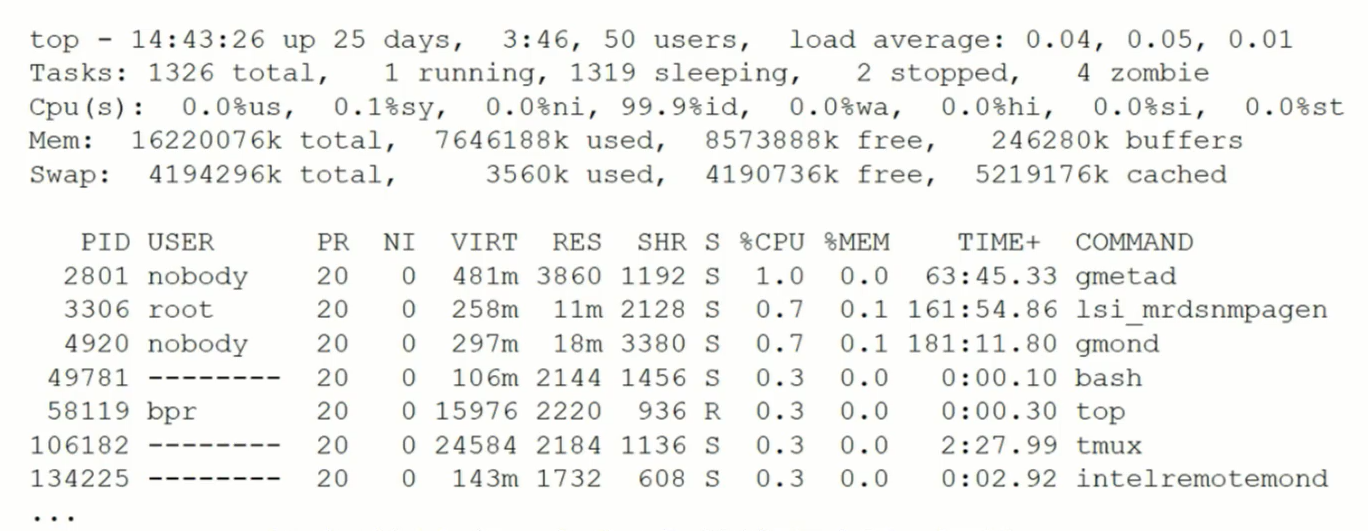 top - 14:43:26 up 25 days,  3:46, 50 users,  load average: 0.04, 0.05, 0.01
Tasks: 1326 total,   1 running, 1319 sleeping,   2 stopped,   4 zombie
Cpu(s):  0.0%us,  0.1%sy,  0.0%ni, 99.9%id,  0.0%wa,  0.0%hi,  0.0%si,  0.0%st
Mem:  16220076k total,  7646188k used,  8573888k free,   246280k buffers
Swap:  4194296k total,     3560k used,  4190736k free,  5219176k cached

   PID USER      PR  NI  VIRT  RES  SHR S %CPU %MEM    TIME+  COMMAND
  2801 nobody    20   0  481m 3860 1192 S  1.0  0.0  63:45.33 gmetad
  3306 root      20   0  258m  11m 2128 S  0.7  0.1 161:54.86 lsi_mrdsnmpagen
  4920 nobody    20   0  297m  18m 3380 S  0.7  0.1 181:11.80 gmond
 49781 --------  20   0  106m 2144 1456 S  0.3  0.0   0:00.10 bash
 58119 bpr       20   0 15976 2220  936 R  0.3  0.0   0:00.30 top
106182 --------  20   0 24584 2184 1136 S  0.3  0.0   2:27.99 tmux
134225 --------  20   0  143m 1732  608 S  0.3  0.0   0:02.92 intelremotemond
...